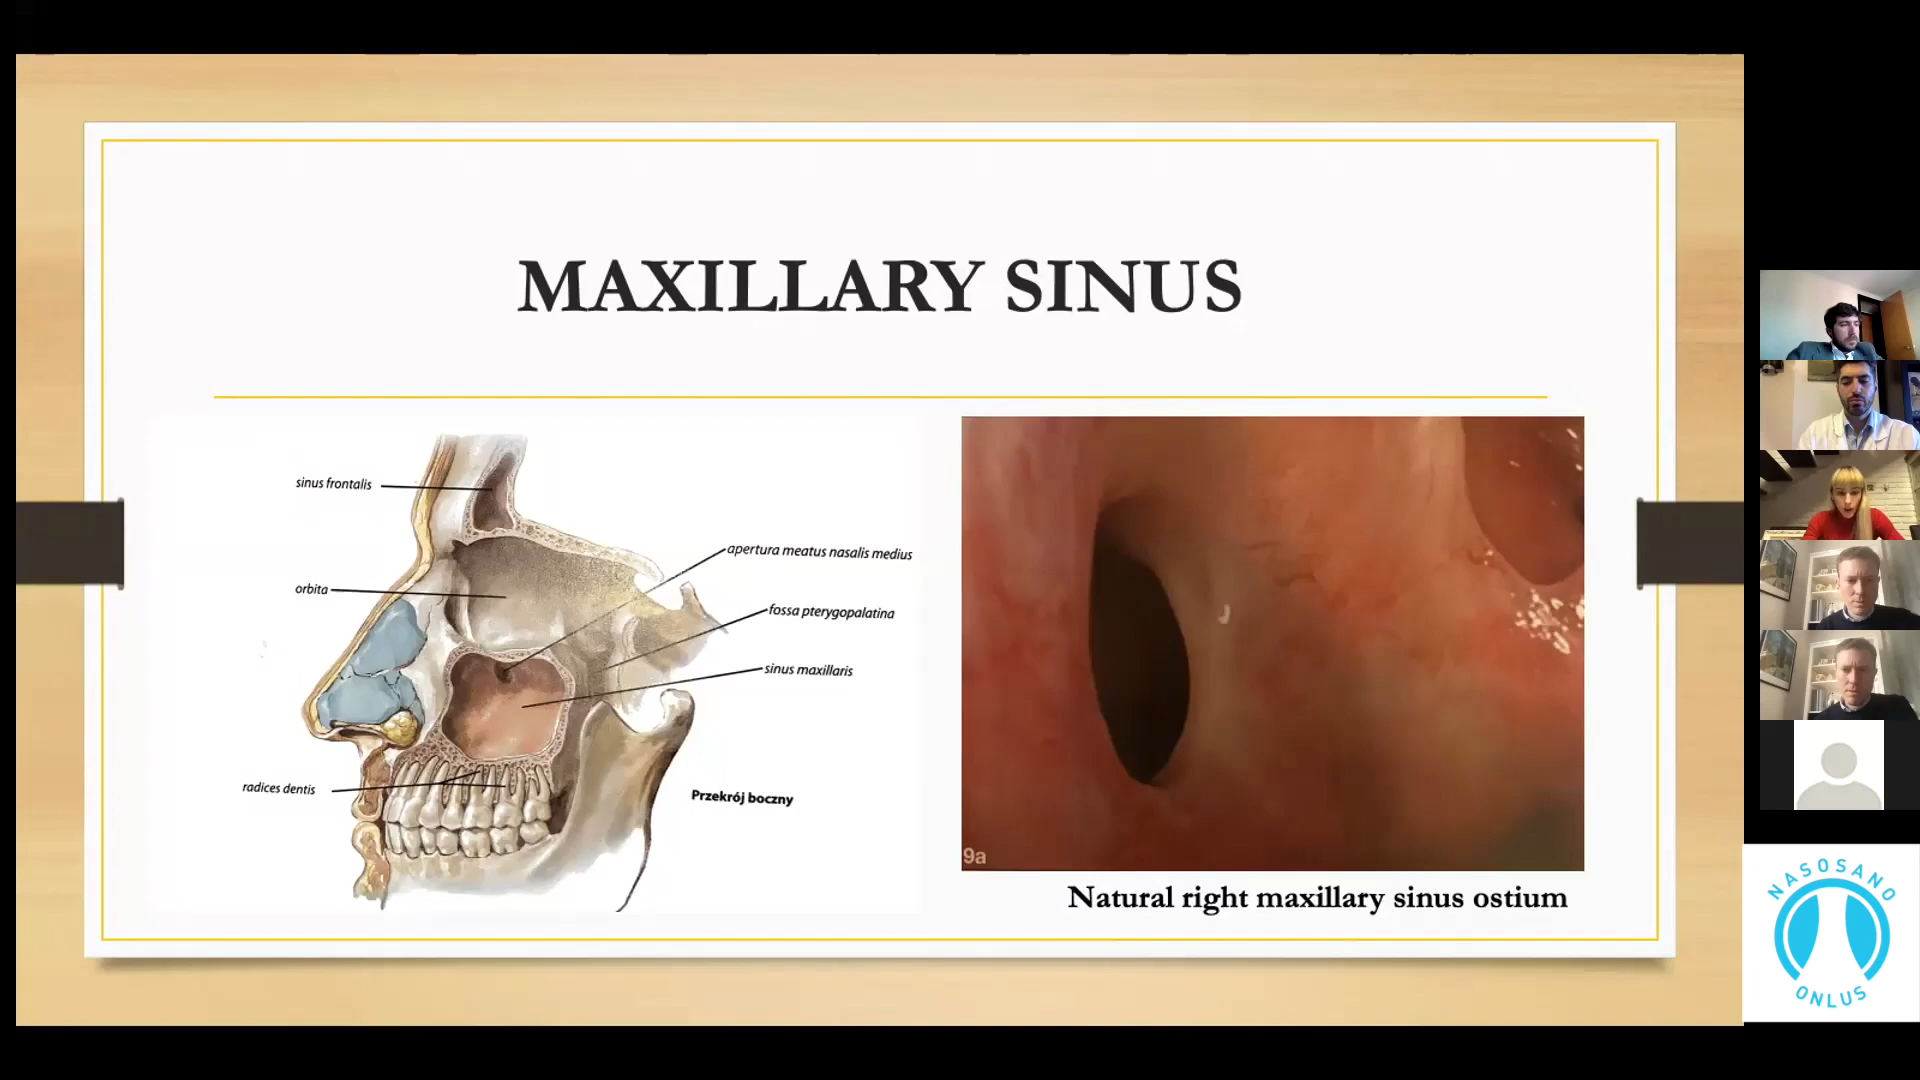 MAXILLARY SINUS
sinus frontalis
apertura meatus nasalis medius
orbita
fossa pterygopalatina
sinus maxillaris
radices dentis
Przekrój boczny
9a
Natural right maxillary sinus ostium
NASOSANO
ONLUS